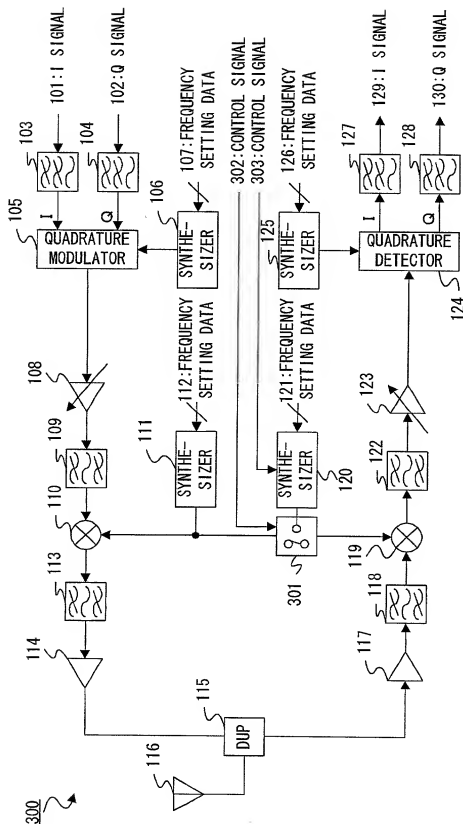 300
116
115
DUP
114
113
110
109
108
105
QUADRATURE
MODULATOR
I
Q
103
104
101:I SIGNAL
102:Q SIGNAL
106
SYNTHE-
SIZER
107:FREQUENCY
SETTING DATA
111
SYNTHE-
SIZER
112:FREQUENCY
SETTING DATA
302:CONTROL SIGNAL
303:CONTROL SIGNAL
301
120
SYNTHE-
SIZER
121:FREQUENCY
SETTING DATA
125
SYNTHE-
SIZER
126:FREQUENCY
SETTING DATA
117
118
119
122
123
124
QUADRATURE
DETECTOR
I
Q
127
128
129:I SIGNAL
130:Q SIGNAL